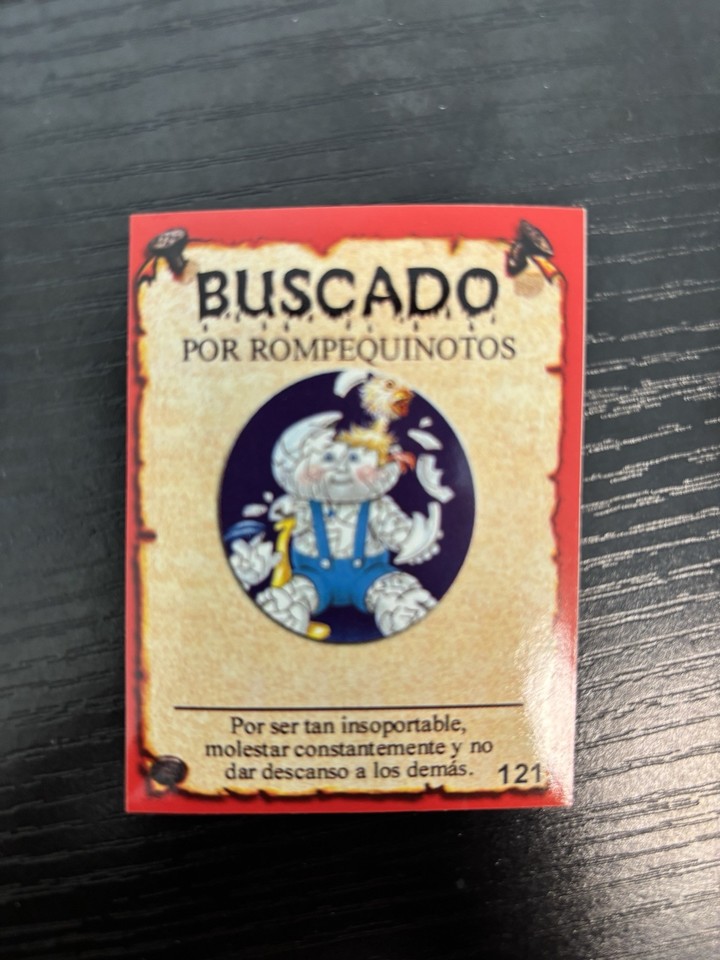 BUSCADO
POR ROMPEQUINOTOS
Por ser tan insoportable,
molestar constantemente y no
dar descanso a los demás.
121